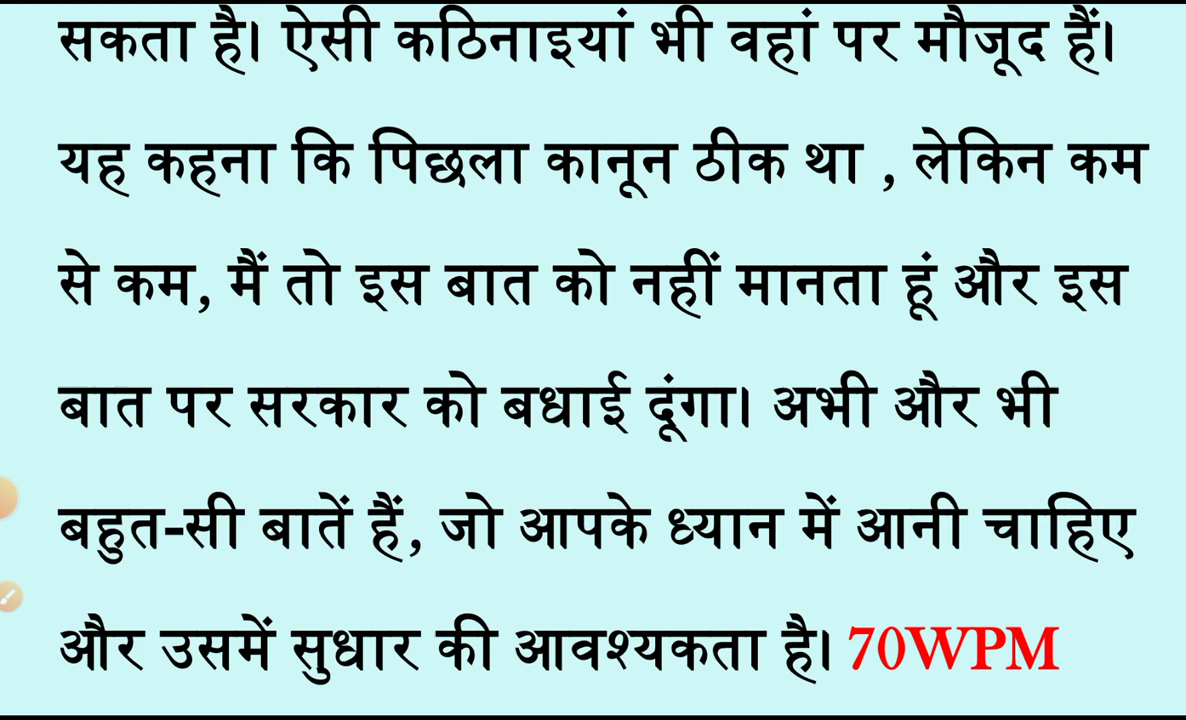 सकता है। ऐसी कठिनाइयां भी वहां पर मौजूद हैं।
यह कहना कि पिछला कानून ठीक था , लेकिन कम
से कम, मैं तो इस बात को नहीं मानता हूं और इस
बात पर सरकार को बधाई दूंगा। अभी और भी
बहुत-सी बातें हैं, जो आपके ध्यान में आनी चाहिए
और उसमें सुधार की आवश्यकता है। 70WPM